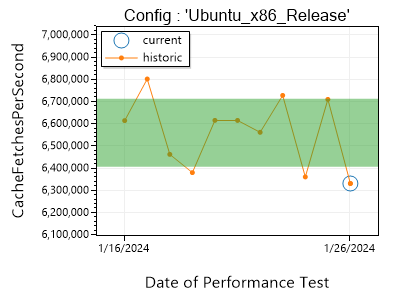 Config : 'Ubuntu_x86_Release'
7,000,000
6,900,000
6,800,000
6,700,000
6,600,000
6,500,000
6,400,000
6,300,000
6,200,000
6,100,000
CacheFetchesPerSecond
current
historic
1/16/2024
1/26/2024
Date of Performance Test